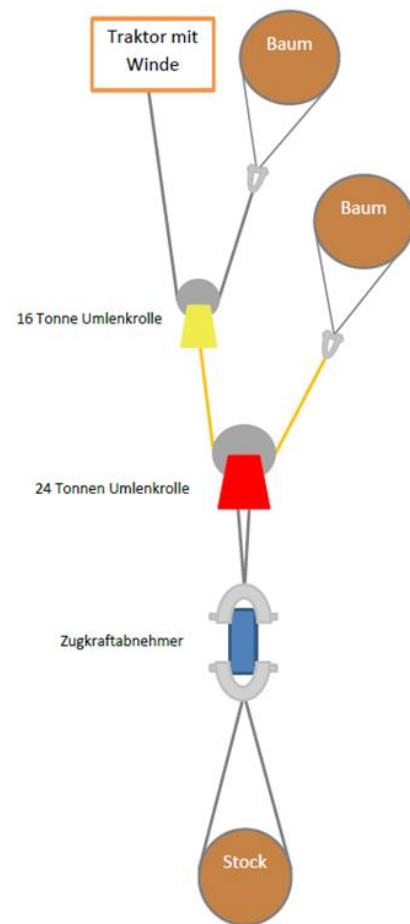 Traktor mit
Winde
Baum
Baum
16 Tonne Umlenkrolle
24 Tonnen Umlenkrolle
Zugkraftabnehmer
Stock